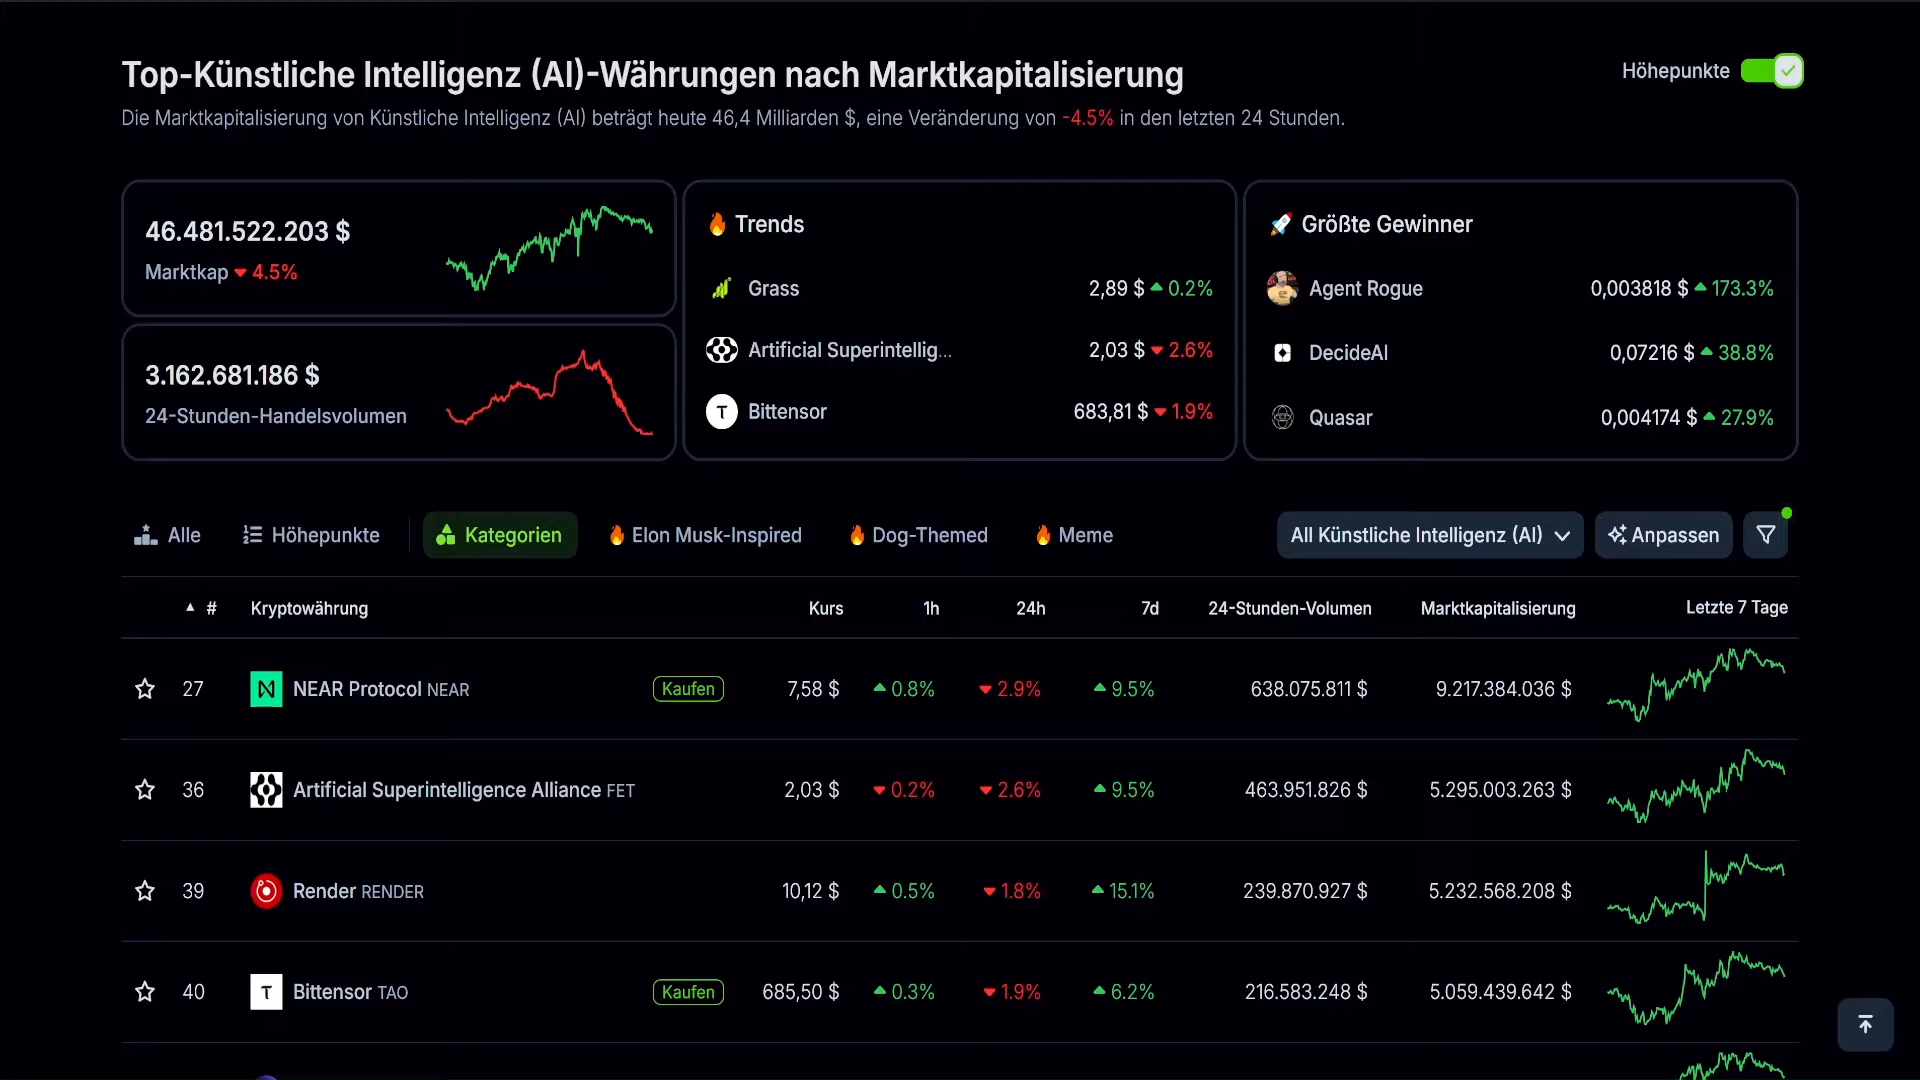 Top-Künstliche Intelligenz (AI)-Währungen nach Marktkapitalisierung
Höhepunkte
Die Marktkapitalisierung von Künstliche Intelligenz (AI) beträgt heute 46,4 Milliarden $, eine Veränderung von -4.5% in den letzten 24 Stunden.
46.481.522.203 $
Marktkap 4.5%
3.162.681.186 $
24-Stunden-Handelsvolumen
Trends
Grass 2,89 $ 0.2%
Artificial Superintellig... 2,03 $ 2.6%
T Bittensor 683,81 $ 1.9%
Größte Gewinner
Agent Rogue 0,003818 $ 173.3%
DecideAI 0,07216 $ 38.8%
Quasar 0,004174 $ 27.9%
Alle Höhepunkte Kategorien Elon Musk-Inspired Dog-Themed Meme All Künstliche Intelligenz (AI) Anpassen
# Kryptowährung Kurs 1h 24h 7d 24-Stunden-Volumen Marktkapitalisierung Letzte 7 Tage
27 NEAR Protocol NEAR Kaufen 7,58 $ 0.8% 2.9% 9.5% 638.075.811 $ 9.217.384.036 $
36 Artificial Superintelligence Alliance FET 2,03 $ 0.2% 2.6% 9.5% 463.951.826 $ 5.295.003.263 $
39 Render RENDER 10,12 $ 0.5% 1.8% 15.1% 239.870.927 $ 5.232.568.208 $
40 T Bittensor TAO Kaufen 685,50 $ 0.3% 1.9% 6.2% 216.583.248 $ 5.059.439.642 $